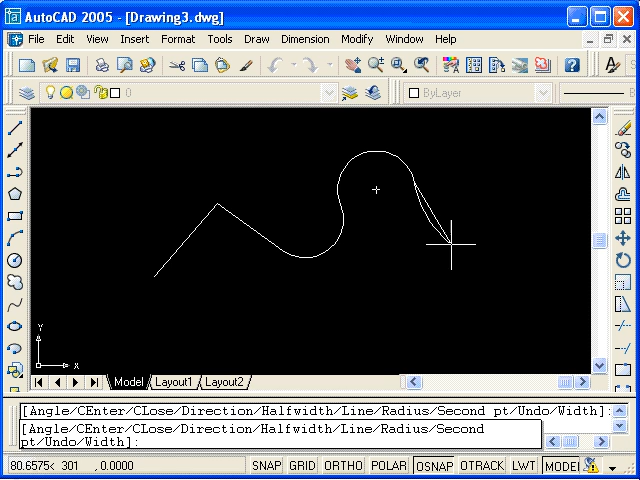 AutoCAD 2005 - [Drawing3.dwg]
File Edit View Insert Format Tools Draw Dimension Modify Window Help
0 ByLayer
Y
X
Model Layout1 Layout2
[Angle/CEnter/CLose/Direction/Halfwidth/Line/Radius/Second pt/Undo/Width]:
[Angle/CEnter/CLose/Direction/Halfwidth/Line/Radius/Second
pt/Undo/Width]:
80.6575< 301 , 0.0000 SNAP GRID ORTHO POLAR OSNAP OTRACK LWT MODEL